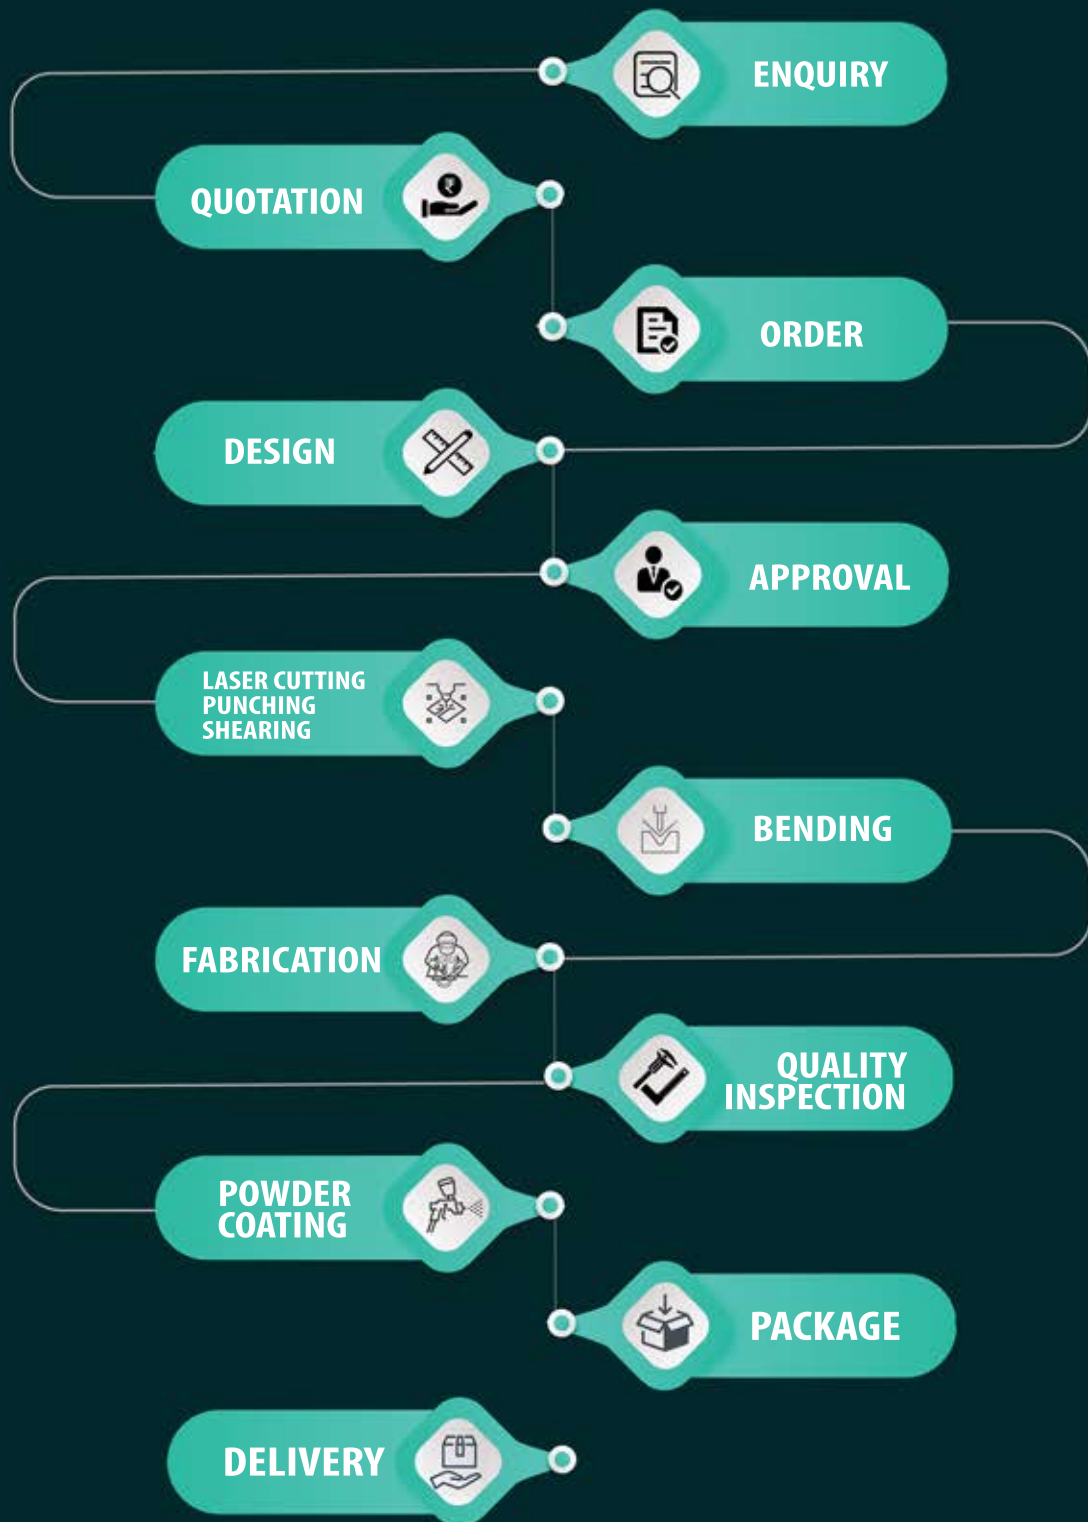 ENQUIRY
QUOTATION
ORDER
DESIGN
APPROVAL
LASER CUTTING
PUNCHING
SHEARING
BENDING
FABRICATION
QUALITY
INSPECTION
POWDER
COATING
PACKAGE
DELIVERY